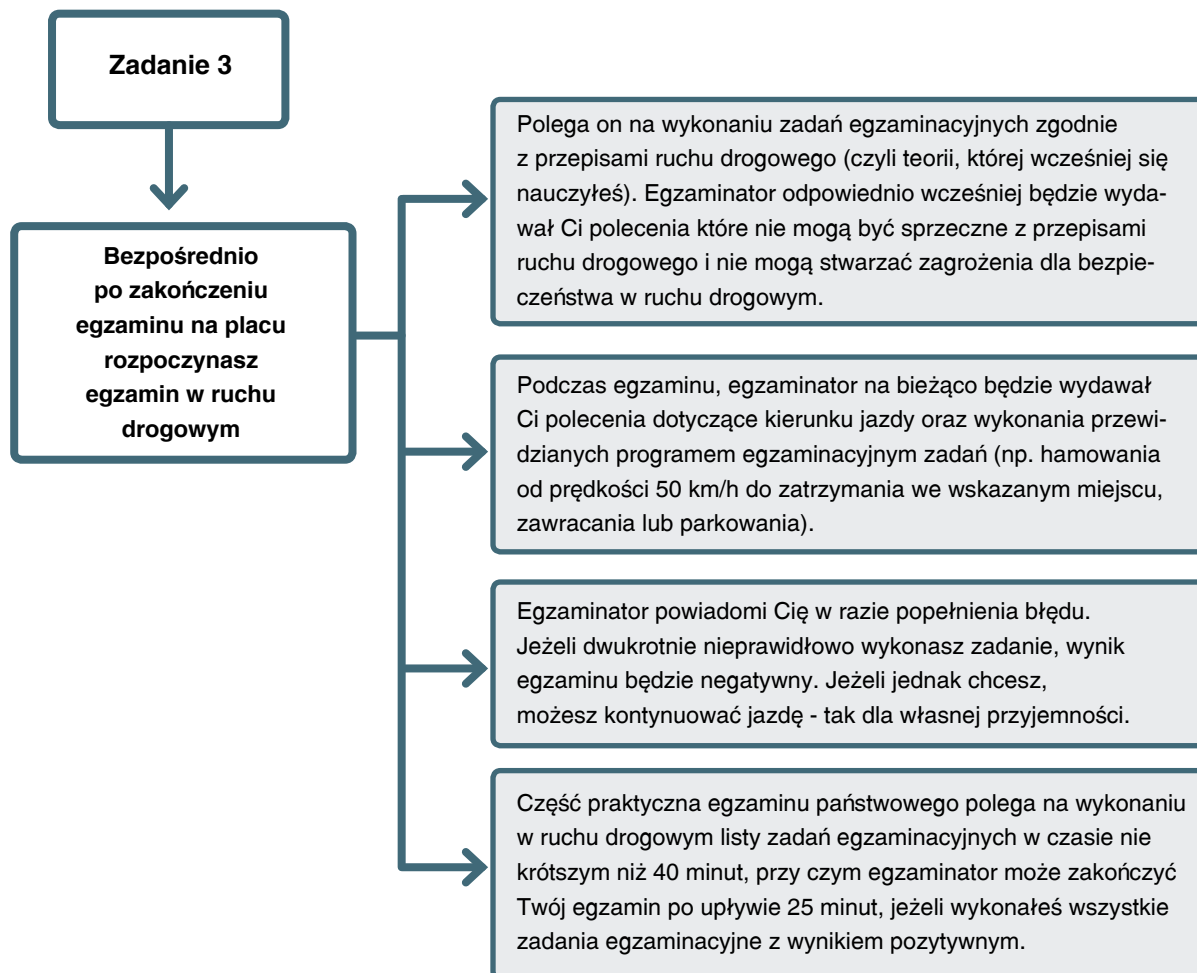 Zadanie 3
Bezpośrednio
po zakończeniu
egzaminu na placu
rozpoczynasz
egzamin w ruchu
drogowym
Polega on na wykonaniu zadań egzaminacyjnych zgodnie
z przepisami ruchu drogowego (czyli teorii, której wcześniej się
nauczyłeś). Egzaminator odpowiednio wcześniej będzie wyda-
wał Ci polecenia które nie mogą być sprzeczne z przepisami
ruchu drogowego i nie mogą stwarzać zagrożenia dla bezpie-
czeństwa w ruchu drogowym.
Podczas egzaminu, egzaminator na bieżąco będzie wydawał
Ci polecenia dotyczące kierunku jazdy oraz wykonania przewi-
dzianych programem egzaminacyjnym zadań (np. hamowania
od prędkości 50 km/h do zatrzymania we wskazanym miejscu,
zawracania lub parkowania).
Egzaminator powiadomi Cię w razie popełnienia błędu.
Jeżeli dwukrotnie nieprawidłowo wykonasz zadanie, wynik
egzaminu będzie negatywny. Jeżeli jednak chcesz,
możesz kontynuować jazdę - tak dla własnej przyjemności.
Część praktyczna egzaminu państwowego polega na wykonaniu
w ruchu drogowym listy zadań egzaminacyjnych w czasie nie
krótszym niż 40 minut, przy czym egzaminator może zakończyć
Twój egzamin po upływie 25 minut, jeżeli wykonałeś wszystkie
zadania egzaminacyjne z wynikiem pozytywnym.